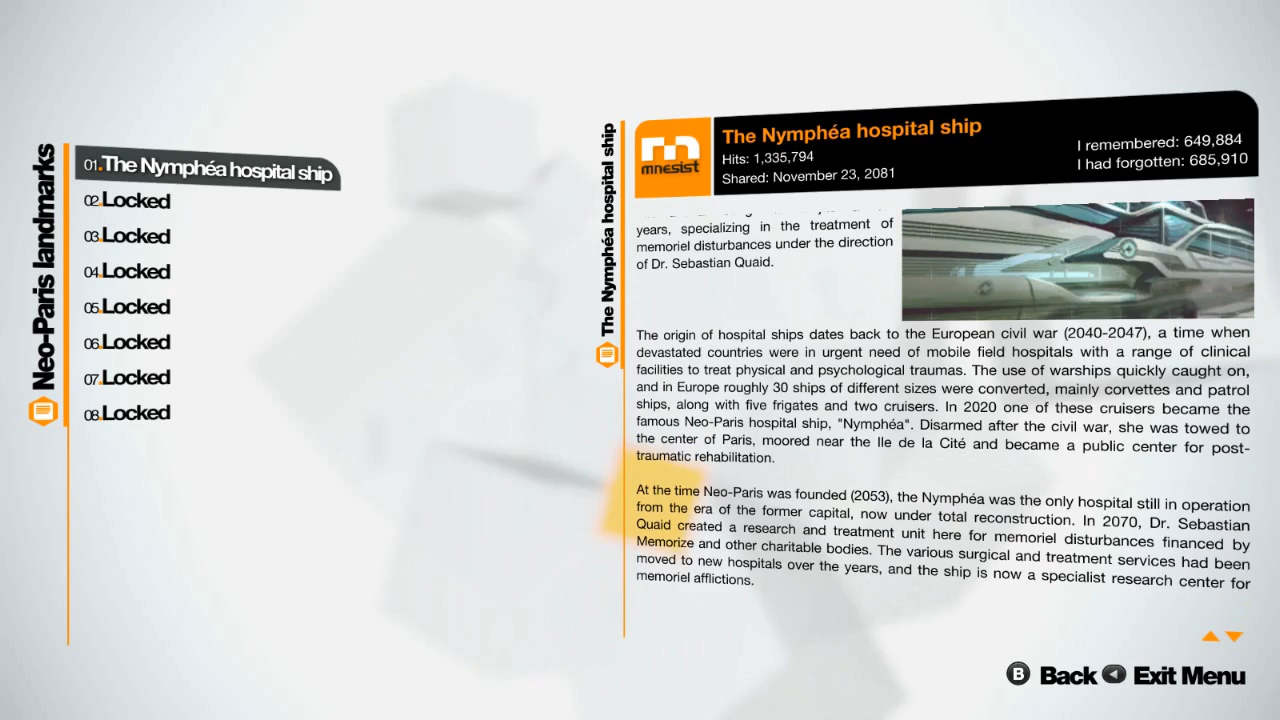 Neo-Paris landmarks
01.The Nymphéa hospital ship
02.Locked
03.Locked
04.Locked
05.Locked
06.Locked
07.Locked
08.Locked
The Nymphéa hospital ship
mnesist
The Nymphéa hospital ship
Hits: 1,335,794
Shared: November 23, 2081
I remembered: 649,884
I had forgotten: 685,910
years, specializing in the treatment of
memoriel disturbances under the direction
of Dr. Sebastian Quaid.
The origin of hospital ships dates back to the European civil war (2040-2047), a time when
devastated countries were in urgent need of mobile field hospitals with a range of clinical
facilities to treat physical and psychological traumas. The use of warships quickly caught on,
and in Europe roughly 30 ships of different sizes were converted, mainly corvettes and patrol
ships, along with five frigates and two cruisers. In 2020 one of these cruisers became the
famous Neo-Paris hospital ship, "Nymphéa". Disarmed after the civil war, she was towed to
the center of Paris, moored near the Ile de la Cité and became a public center for post-
traumatic rehabilitation.
At the time Neo-Paris was founded (2053), the Nymphéa was the only hospital still in operation
from the era of the former capital, now under total reconstruction. In 2070, Dr. Sebastian
Quaid created a research and treatment unit here for memoriel disturbances financed by
Memorize and other charitable bodies. The various surgical and treatment services had been
moved to new hospitals over the years, and the ship is now a specialist research center for
memoriel afflictions.
B Back Exit Menu